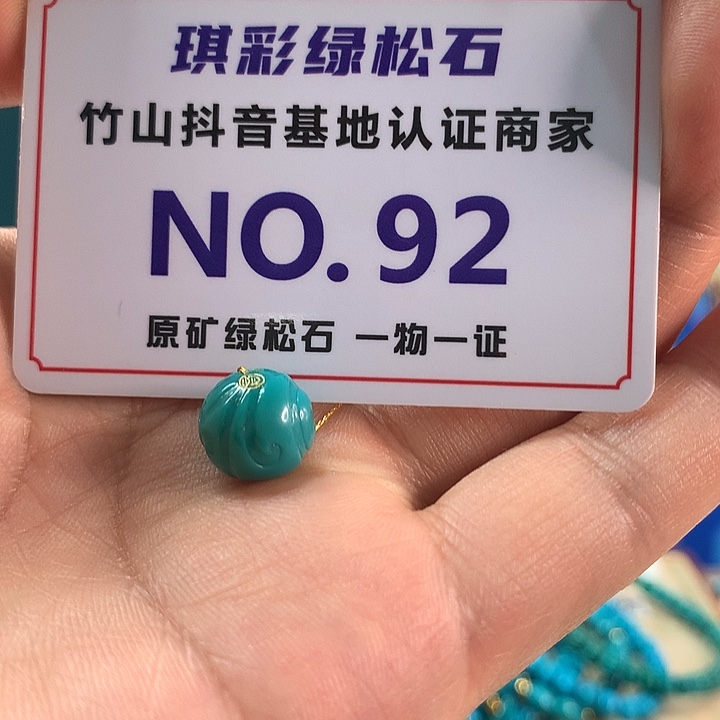 琪彩绿松石
竹山抖音基地认证商家
NO.92
原矿绿松石 一物一证